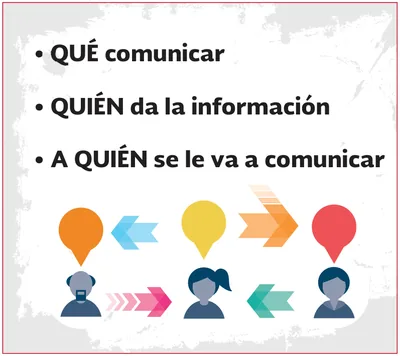 • QUÉ comunicar
• QUIÉN da la información
• A QUIÉN se le va a comunicar